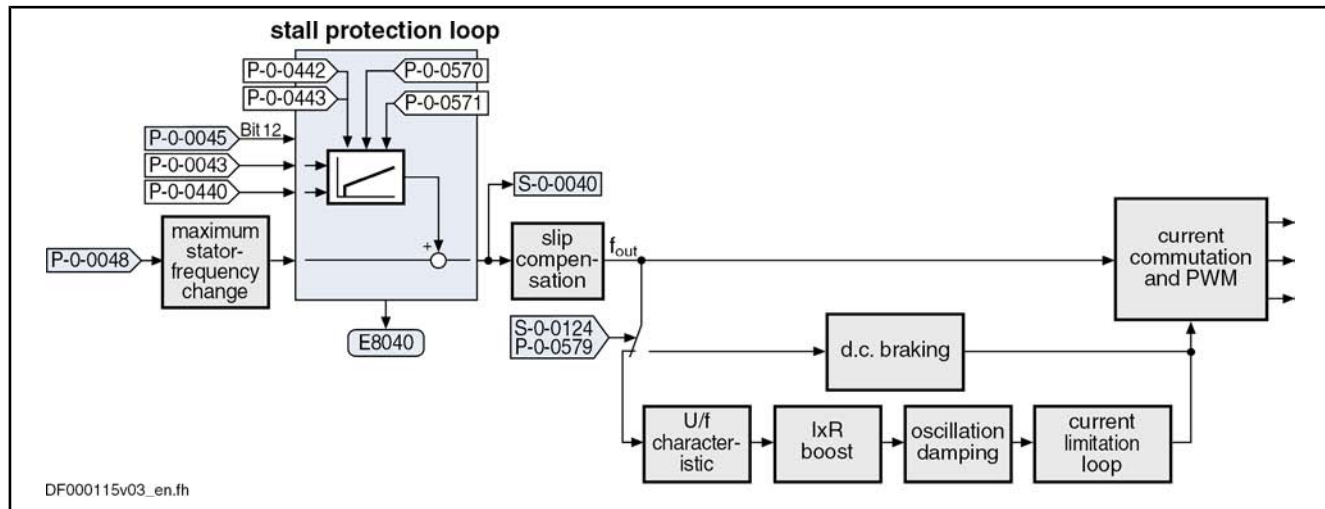 stall protection loop
P-0-0442
P-0-0570
P-0-0443
P-0-0571
P-0-0045
Bit 12
P-0-0043
P-0-0440
S-0-0040
P-0-0048
maximum
stator-
frequency
change
slip
compen-
sation
fout
current
commutation
and PWM
E8040
S-0-0124
P-0-0579
d.c. braking
U/f
character-
istic
IxR
boost
oscillation
damping
current
limitation
loop
+
DF000115v03_en.fh